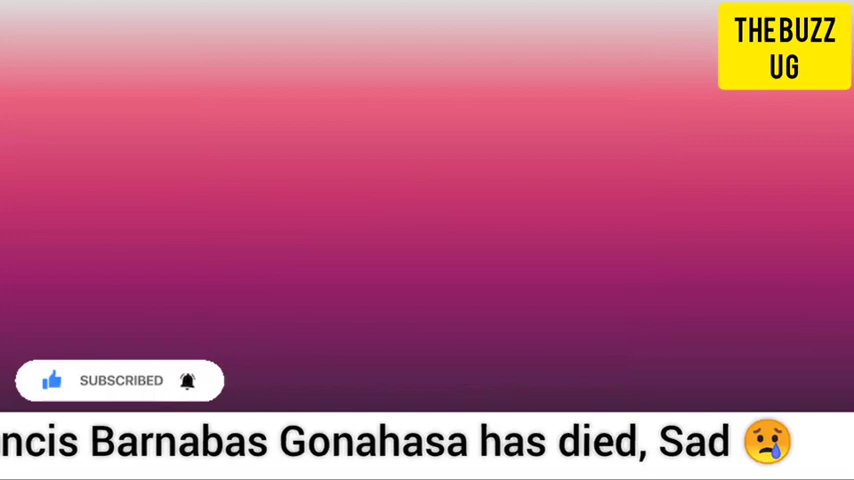 THE BUZZ
UG
SUBSCRIBED
ncis Barnabas Gonahasa has died, Sad 😢